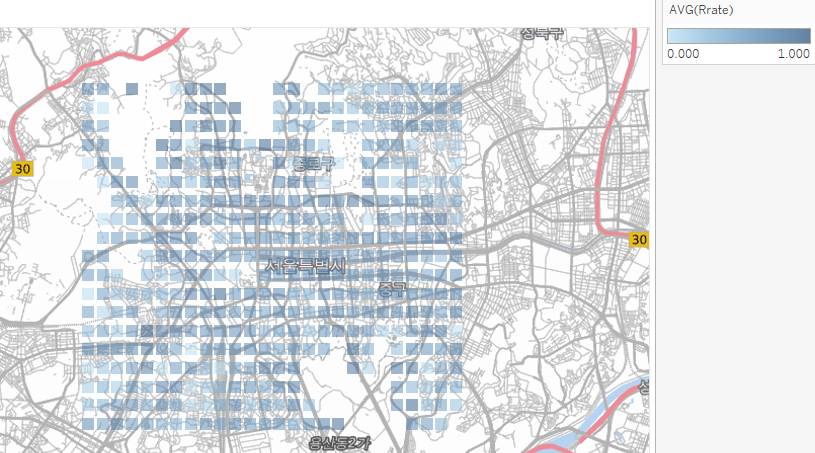 AVG(Rrate)
0.000 1.000
성북구
30
종로구
30
서울특별시
중구
용산동2가